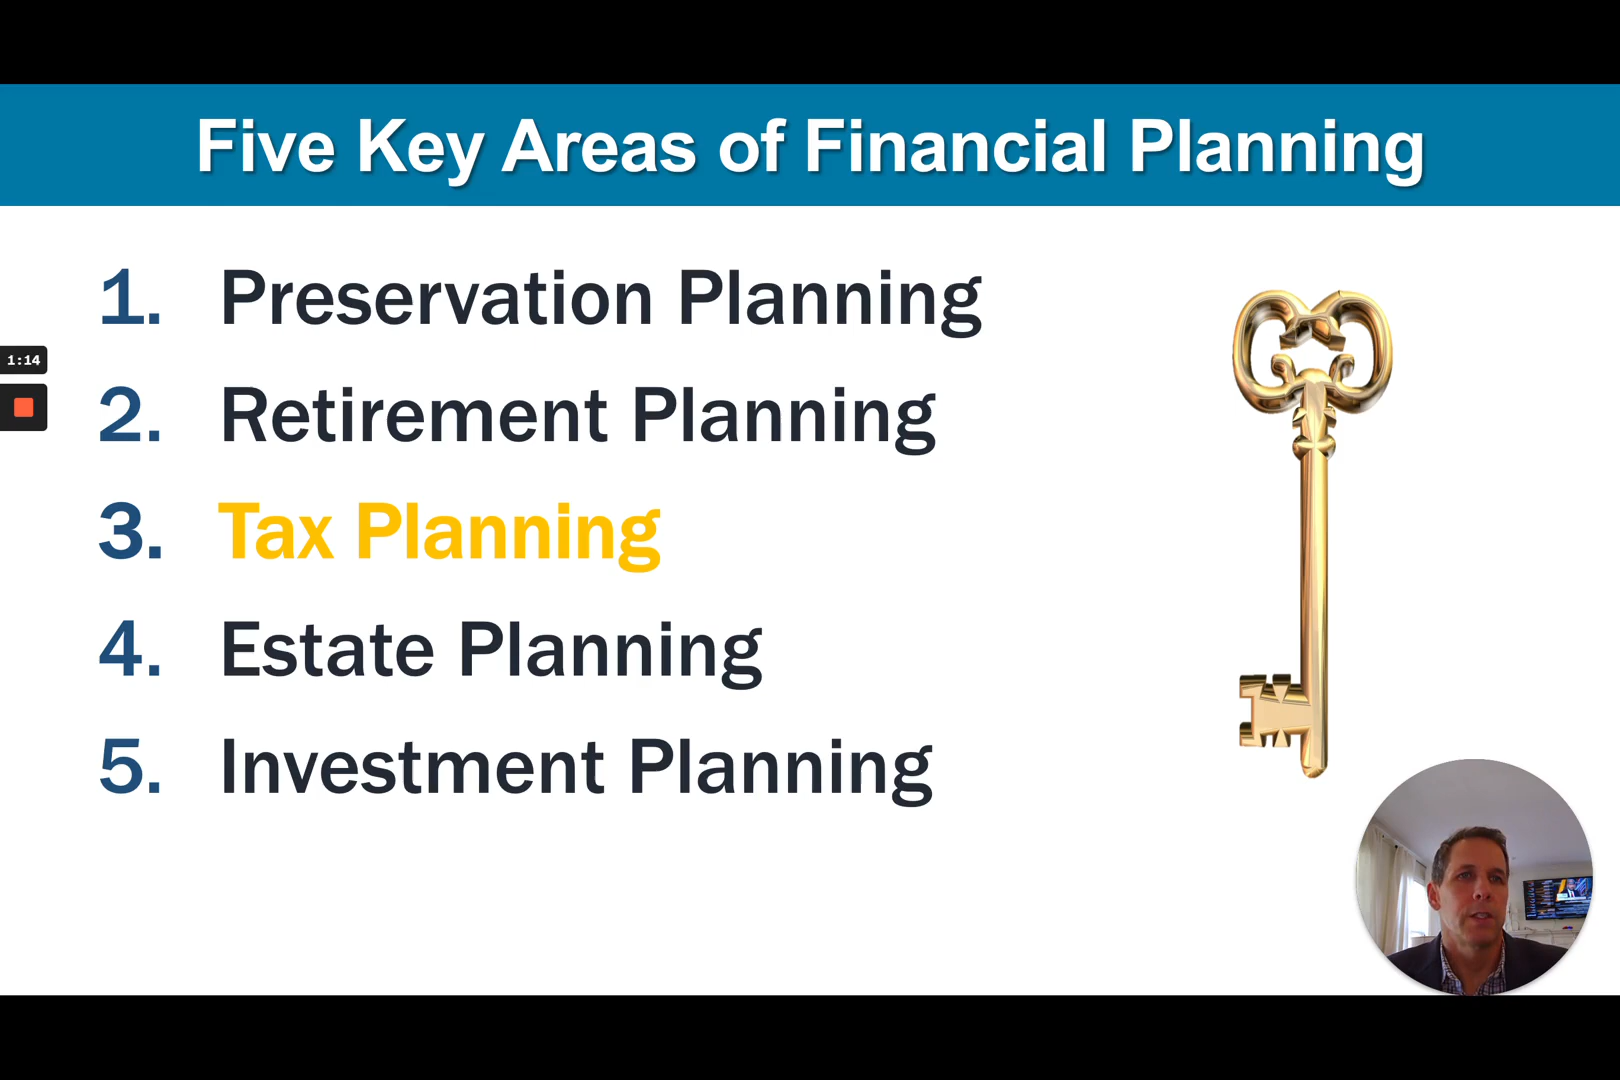 Five Key Areas of Financial Planning
1. Preservation Planning
2. Retirement Planning
3. Tax Planning
4. Estate Planning
5. Investment Planning
1:14